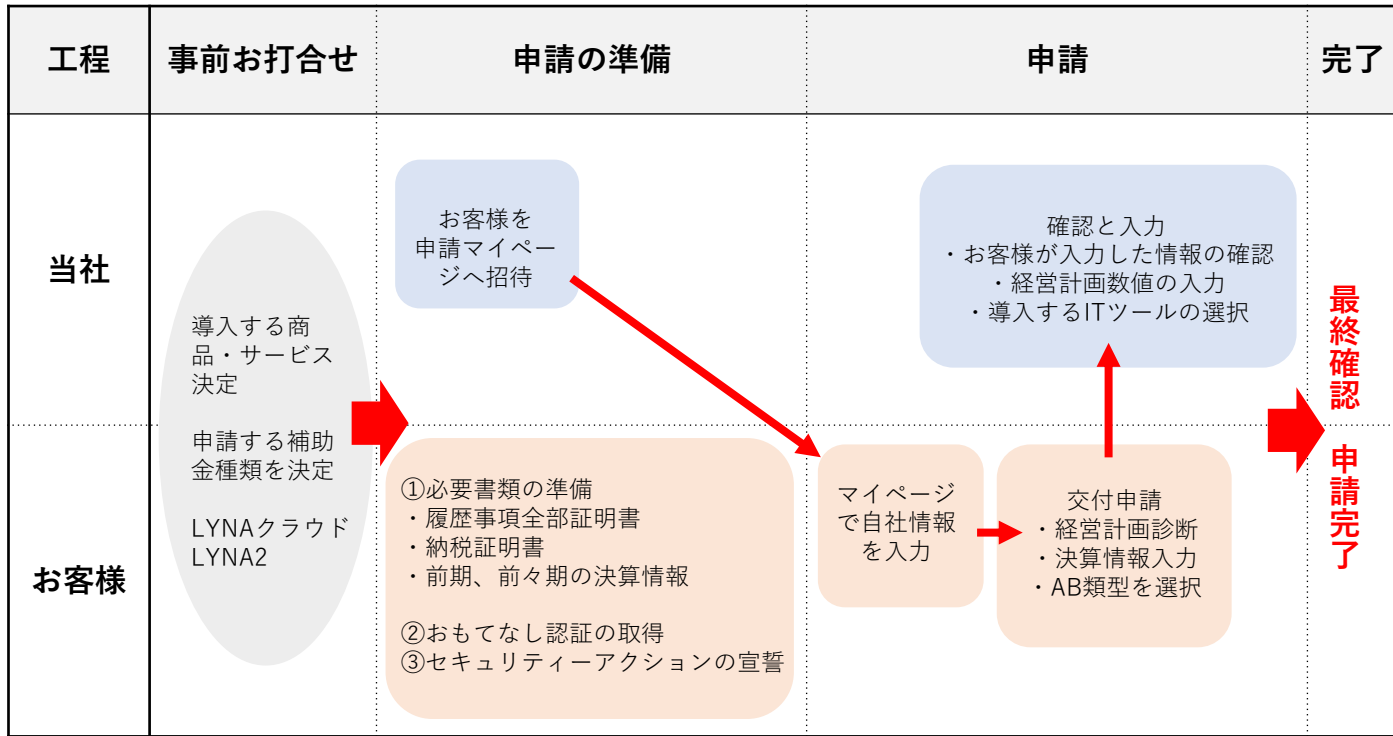 工程
事前お打合せ
申請の準備
申請
完了
当社
お客様
導入する商
品・サービス
決定
申請する補助
金種類を決定
LYNAクラウド
LYNA2
お客様を
申請マイペー
ジへ招待
①必要書類の準備
・履歴事項全部証明書
・納税証明書
・前期、前々期の決算情報
②おもてなし認証の取得
③セキュリティーアクションの宣誓
マイページ
で自社情報
を入力
交付申請
・経営計画診断
・決算情報入力
・AB類型を選択
確認と入力
・お客様が入力した情報の確認
・経営計画数値の入力
・導入するITツールの選択
最終確認
申請完了